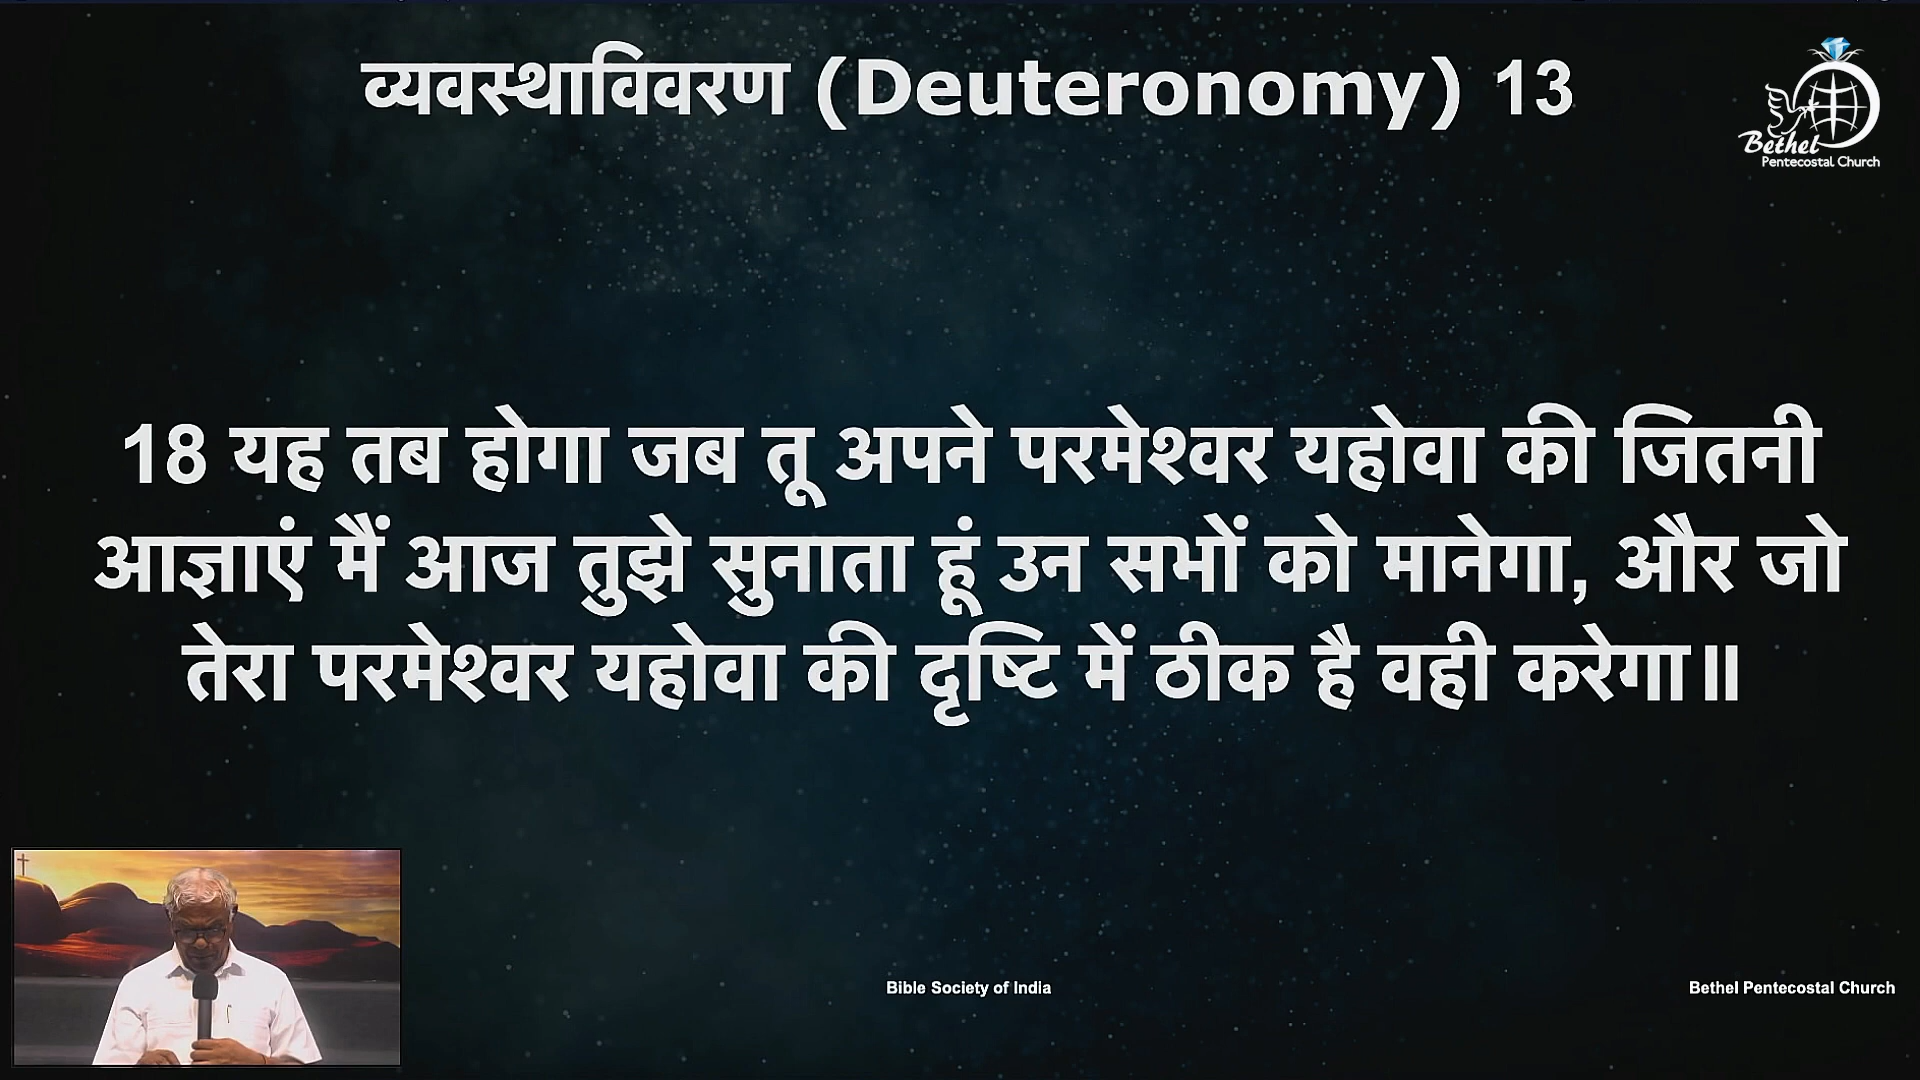 व्यवस्थाविवरण (Deuteronomy) 13
Bethel
Pentecostal Church
18 यह तब होगा जब तू अपने परमेश्वर यहोवा की जितनी
आज्ञाएं मैं आज तुझे सुनाता हूं उन सभों को मानेगा, और जो
तेरा परमेश्वर यहोवा की दृष्टि में ठीक है वही करेगा॥
Bible Society of India
Bethel Pentecostal Church